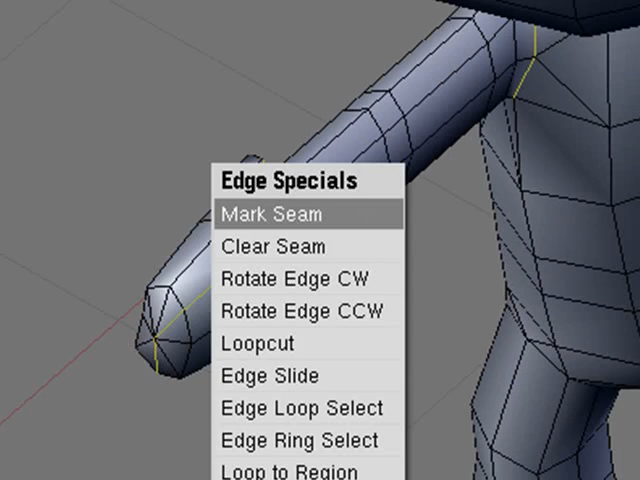 Edge Specials
Mark Seam
Clear Seam
Rotate Edge CW
Rotate Edge CCW
Loopcut
Edge Slide
Edge Loop Select
Edge Ring Select
Loop to Region